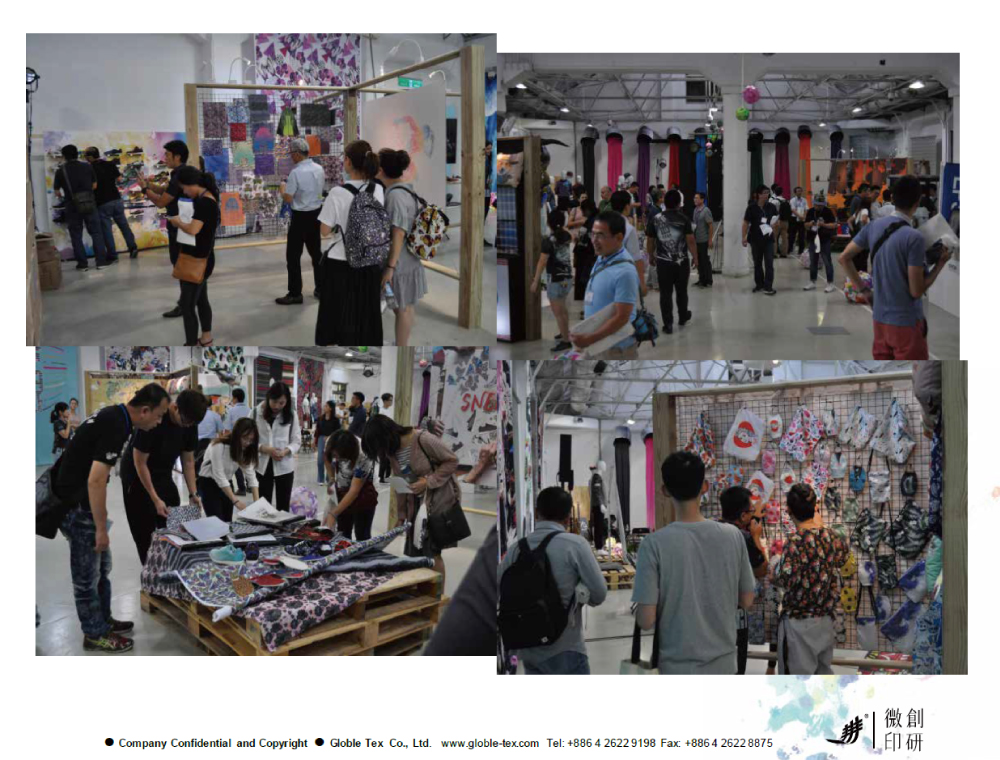 SNE
● Company Confidential and Copyright ● Globle Tex Co., Ltd. www.globle-tex.com Tel: +886 4 2622 9198 Fax: +886 4 2622 8875
微創
印研